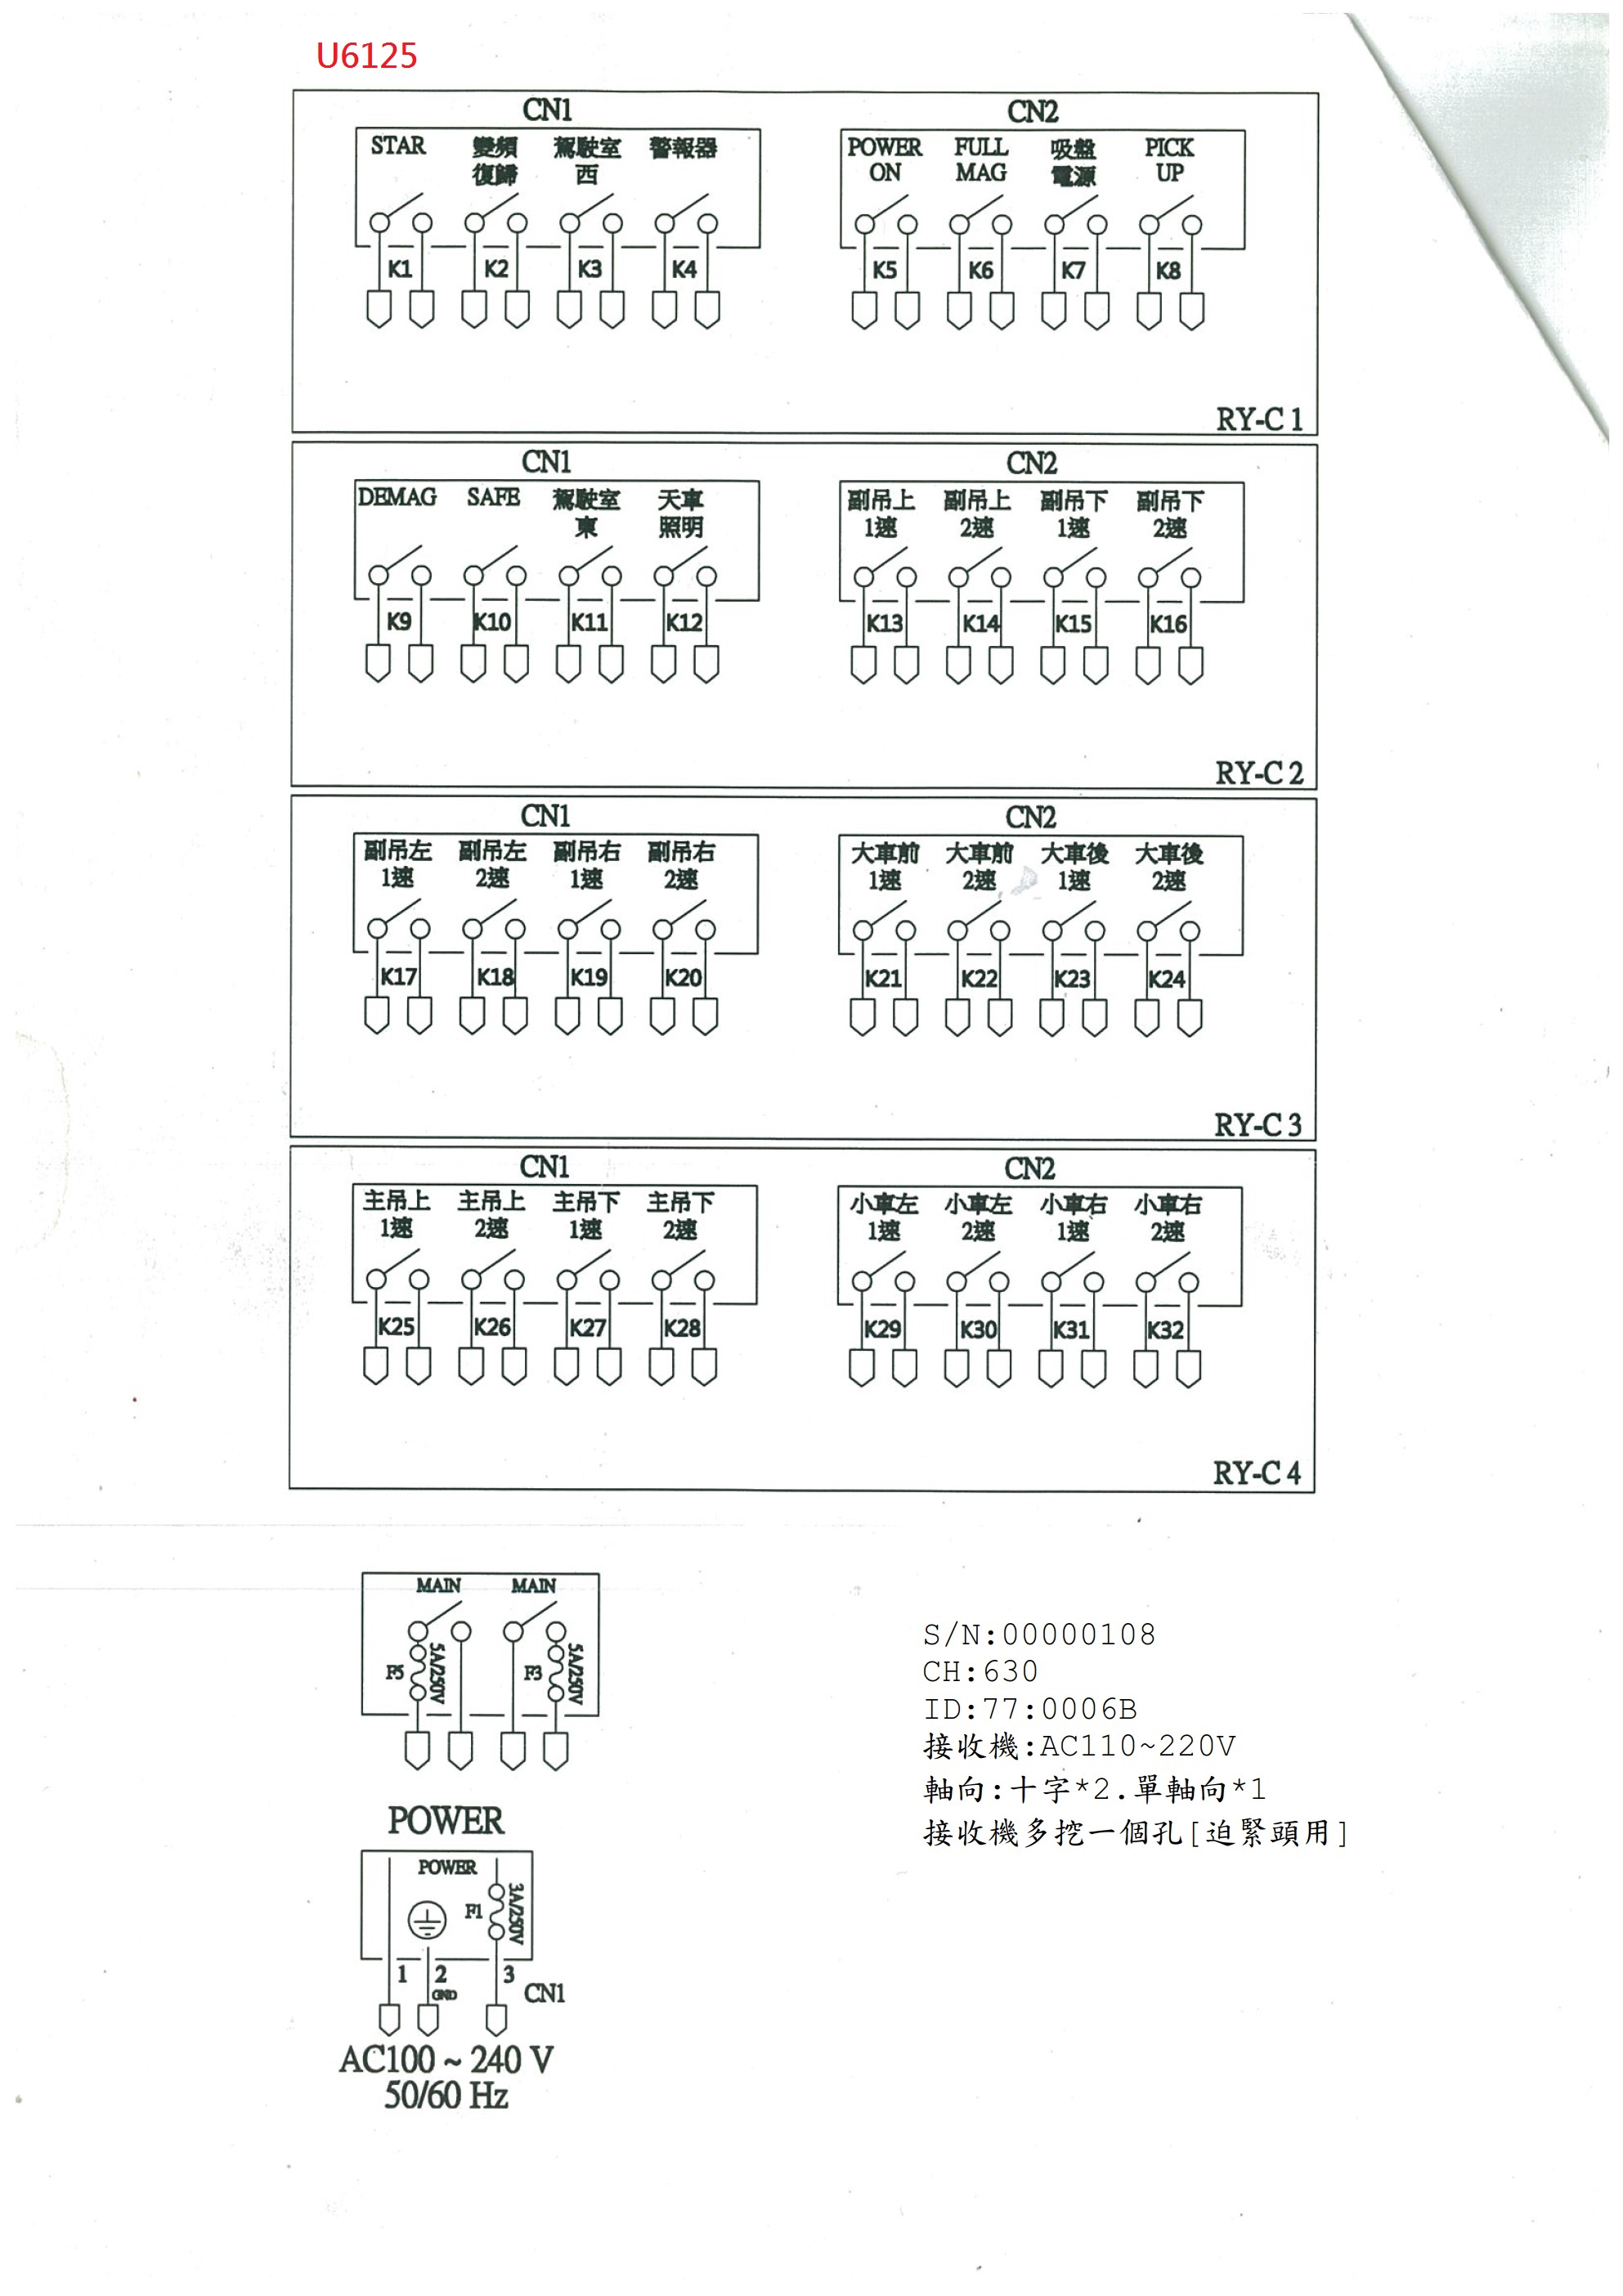 U6125
CN1
CN2
STAR 變頻 駕駛室 警報器
復歸 西
POWER FULL 吸盤 PICK
ON MAG 電源 UP
K1 K2 K3 K4
K5 K6 K7 K8
RY-C 1
CN1
CN2
DEMAG SAFE 駕駛室 天車
東 照明
副吊上 副吊上 副吊下 副吊下
1速 2速 1速 2速
K9 K10 K11 K12
K13 K14 K15 K16
RY-C 2
CN1
CN2
副吊左 副吊左 副吊右 副吊右
1速 2速 1速 2速
大車前 大車前 大車後 大車後
1速 2速 1速 2速
K17 K18 K19 K20
K21 K22 K23 K24
RY-C 3
CN1
CN2
主吊上 主吊上 主吊下 主吊下
1速 2速 1速 2速
小車左 小車左 小車右 小車右
1速 2速 1速 2速
K25 K26 K27 K28
K29 K30 K31 K32
RY-C 4
MAIN MAIN
F5 5A/250V F3 5A/250V
POWER
POWER
F1 3A/250V
1 2 3
GND
CN1
AC100 ~ 240 V
50/60 Hz
S/N:00000108
CH:630
ID:77:0006B
接收機:AC110~220V
軸向:十字*2.單軸向*1
接收機多挖一個孔[迫緊頭用]